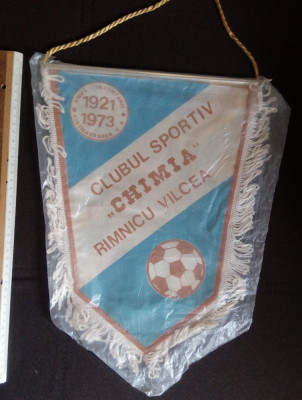 1921
1973
CLUBUL SPORTIV
„CHIMIA"
RIMNICU VILCEA